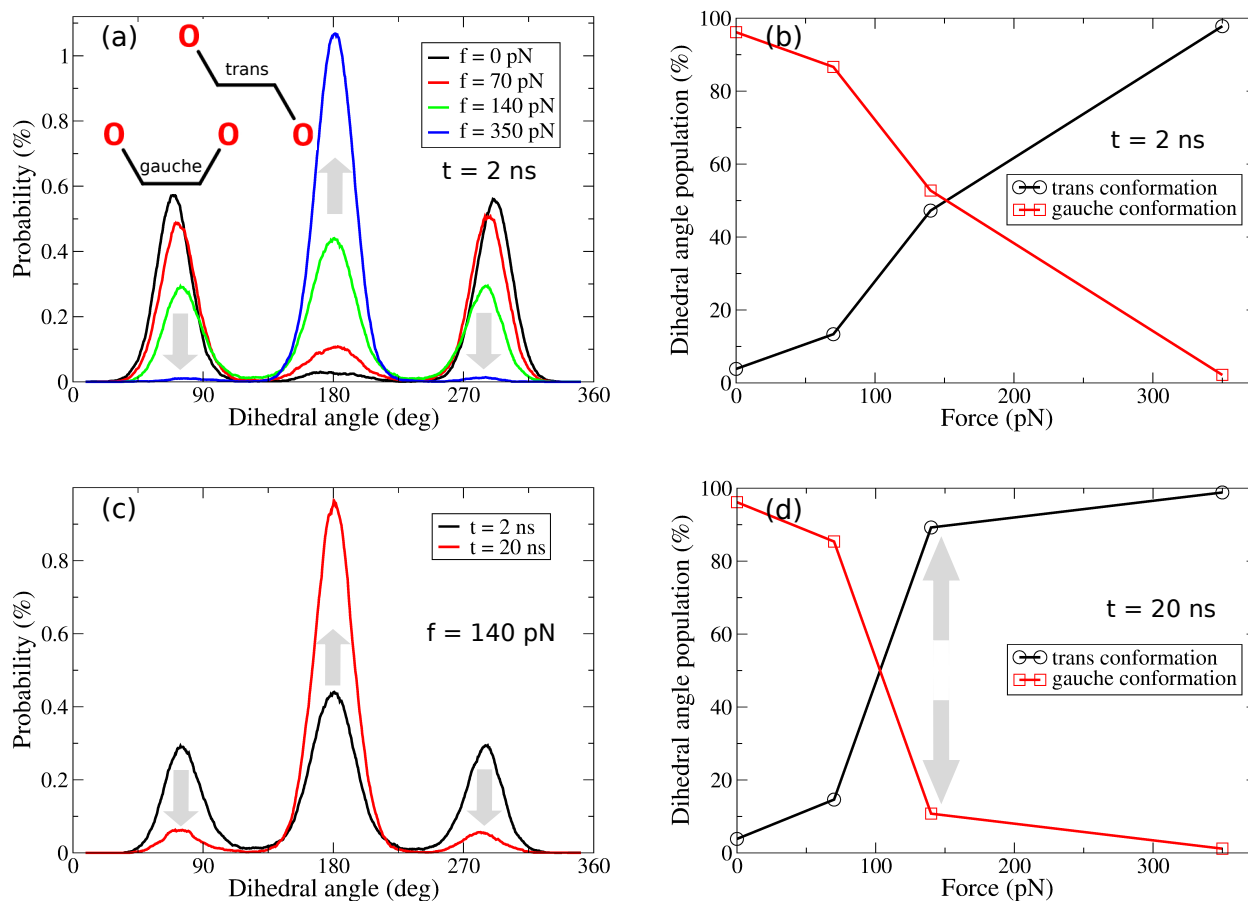 (a)
O
trans
O
O
O
gauche
f = 0 pN
f = 70 pN
f = 140 pN
f = 350 pN
t = 2 ns
Probability (%)
1
0.8
0.6
0.4
0.2
0
90
180
270
360
Dihedral angle (deg)
(b)
t = 2 ns
trans conformation
gauche conformation
Dihedral angle population (%)
100
80
60
40
20
0
0
100
200
300
Force (pN)
(c)
t = 2 ns
t = 20 ns
f = 140 pN
Probability (%)
0.8
0.6
0.4
0.2
0
90
180
270
360
Dihedral angle (deg)
(d)
t = 20 ns
trans conformation
gauche conformation
Dihedral angle population (%)
100
80
60
40
20
0
0
100
200
300
Force (pN)